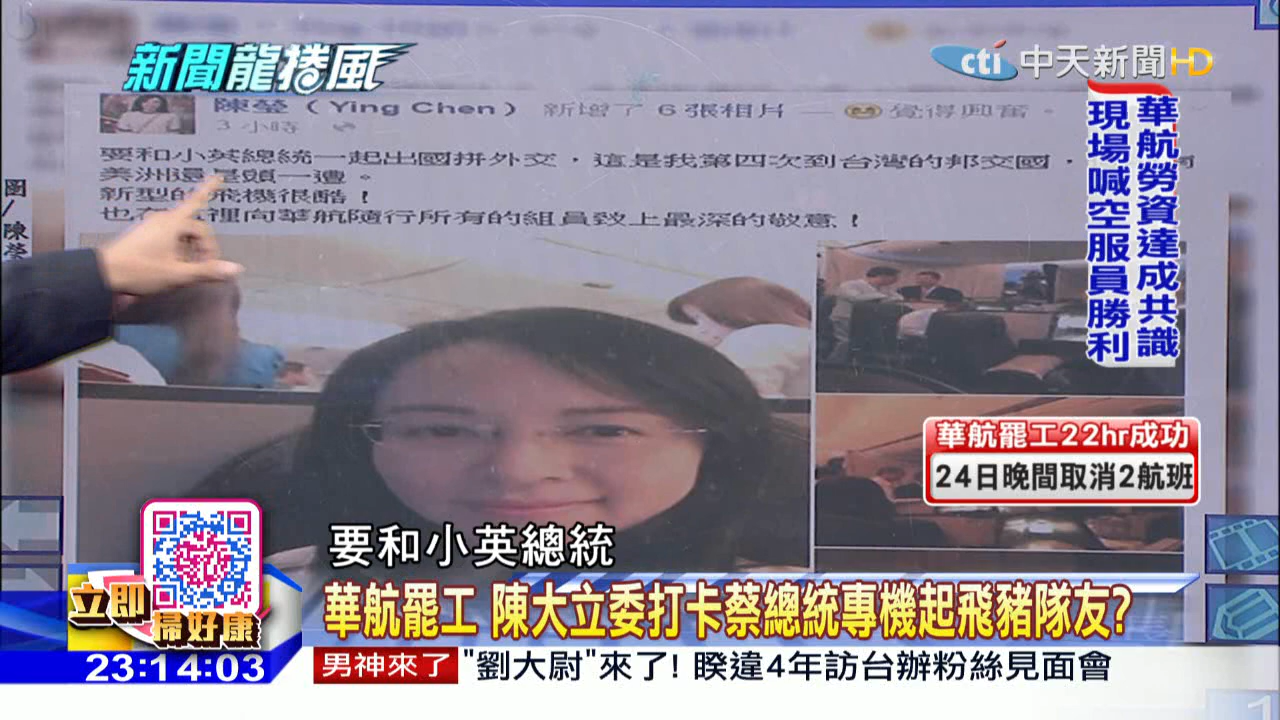 新聞龍捲風
cti 中天新聞HD
華航勞資達成共識
現場喊空服員勝利
圖/陳瑩
陳瑩 (Ying Chen) 新增了 6 張相片 — 覺得興奮。
3 小時
要和小英總統一起出國拼外交，這是我第四次到台灣的邦交國，
美洲還是頭一遭。
新型的飛機很酷！
也在這裡向華航隨行所有的組員致上最深的敬意！
華航罷工22hr成功
24日晚間取消2航班
要和小英總統
華航罷工 陳大立委打卡蔡總統專機起飛豬隊友?
立即
掃好康
23:14:03
男神來了 "劉大尉"來了! 睽違4年訪台辦粉絲見面會